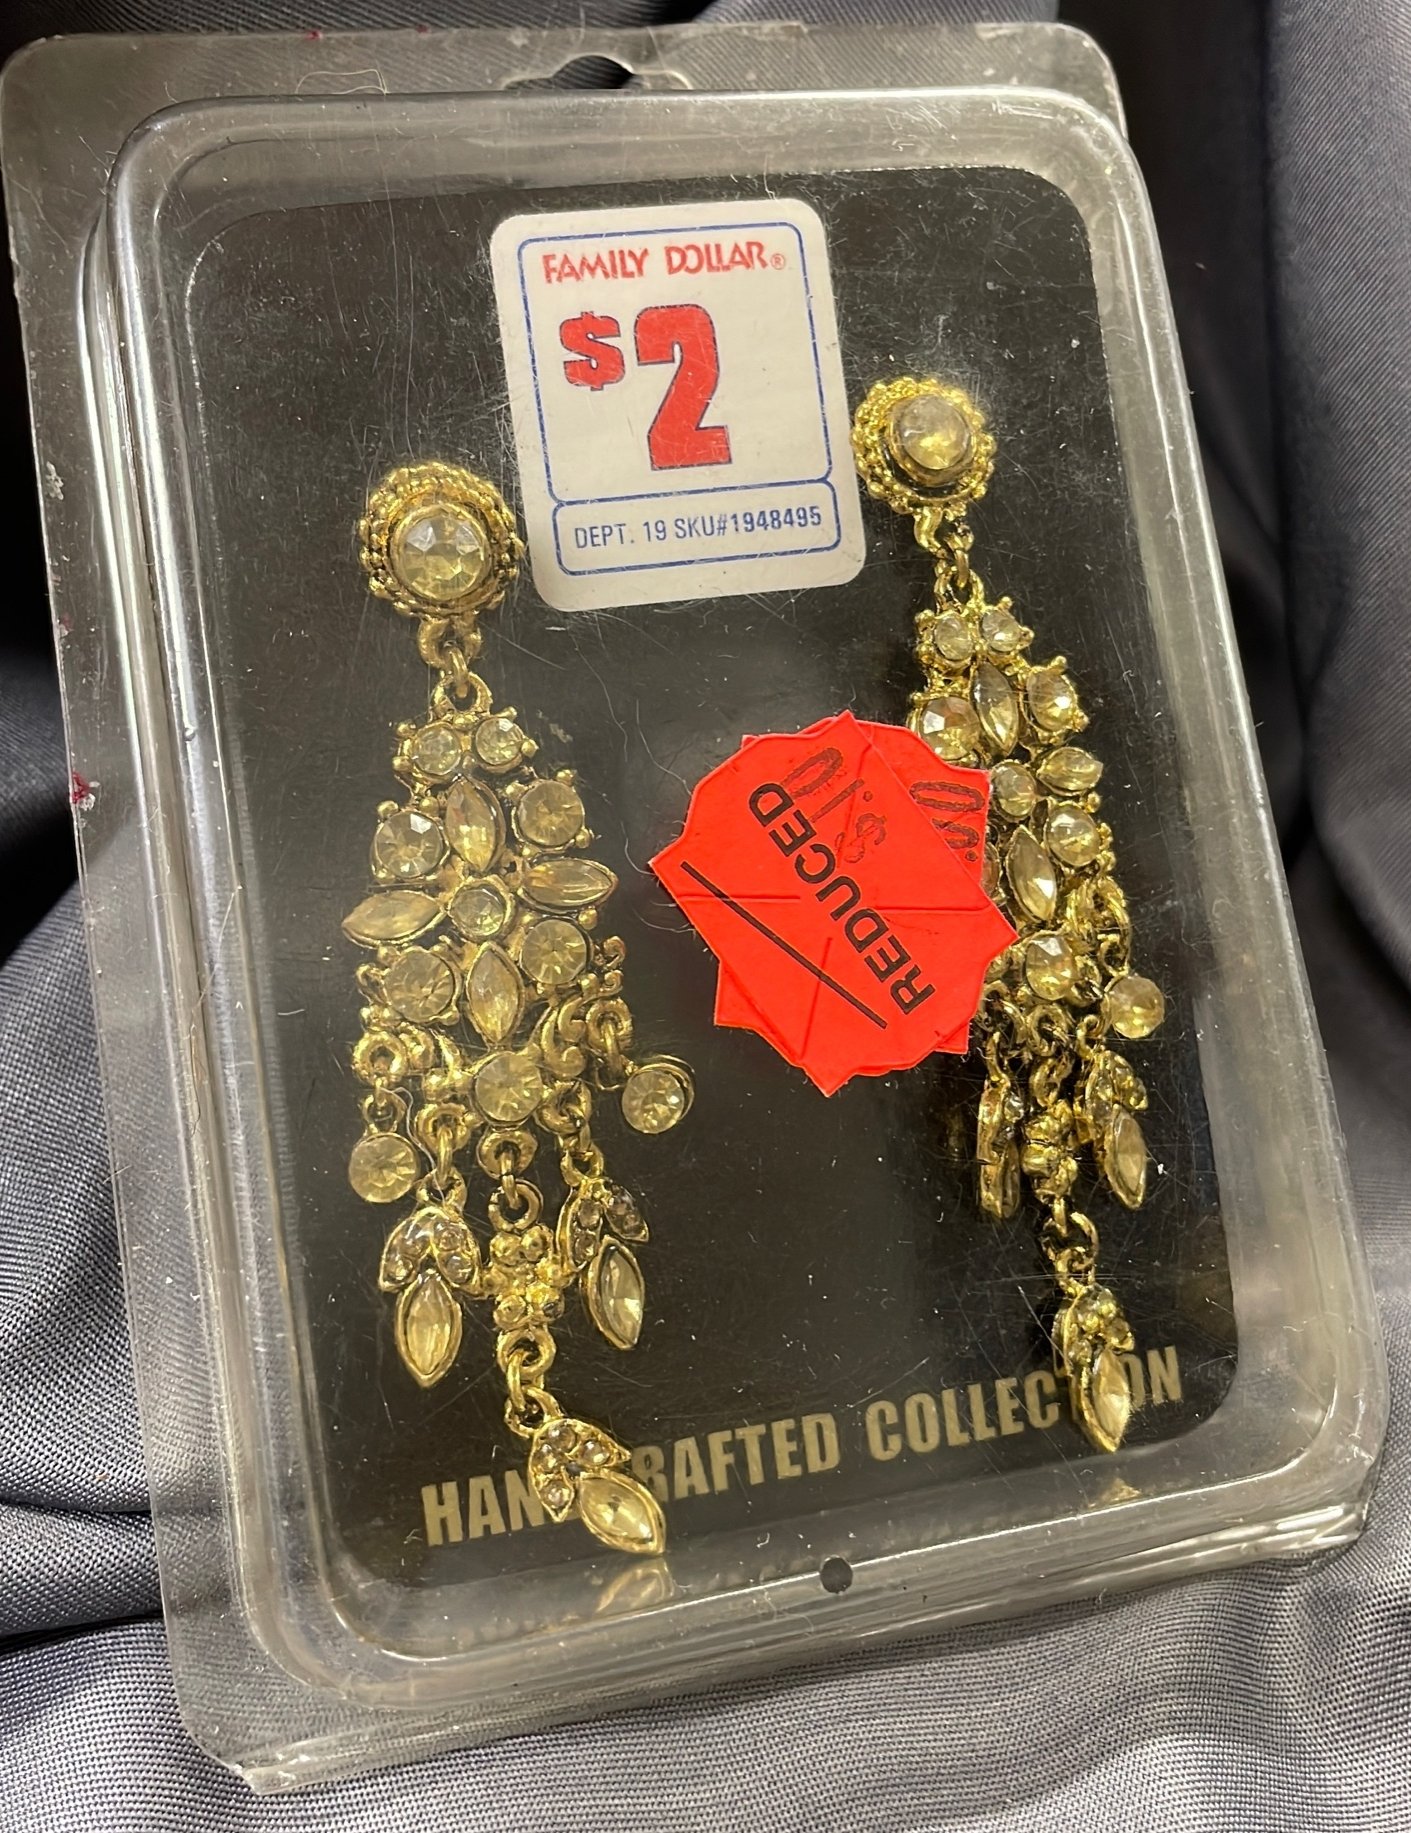 FAMILY DOLLAR®
$2
DEPT. 19 SKU#1948495
REDUCED
$.10
HAN RAFTED COLLEC ON